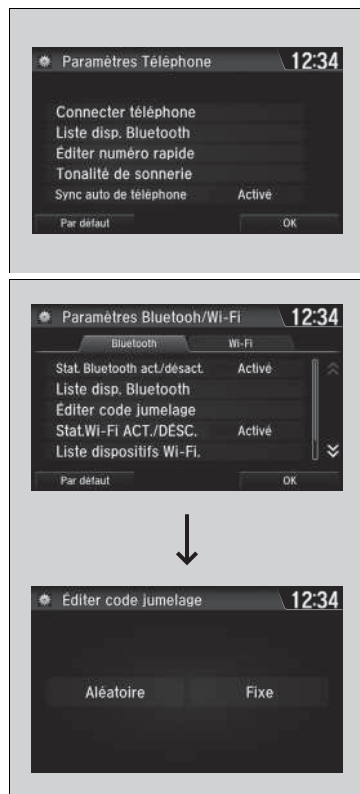 Paramètres Téléphone 12:34
Connecter téléphone
Liste disp. Bluetooth
Éditer numéro rapide
Tonalité de sonnerie
Sync auto de téléphone Activé
Par défaut OK
Paramètres Bluetooh/Wi-Fi 12:34
Bluetooth Wi-Fi
Stat. Bluetooth act./désact. Activé
Liste disp. Bluetooth
Éditer code jumelage
Stat.Wi-Fi ACT./DÉSC. Activé
Liste dispositifs Wi-Fi.
Par défaut OK
Éditer code jumelage 12:34
Aléatoire Fixe